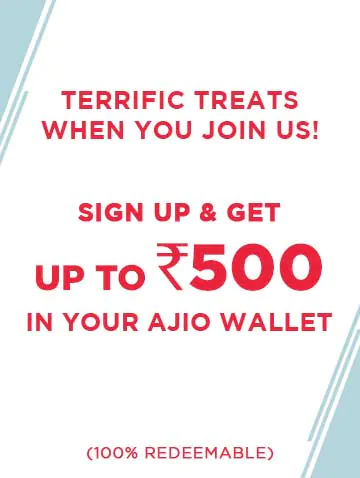 TERRIFIC TREATS
WHEN YOU JOIN US!
SIGN UP & GET
UP TO ₹500
IN YOUR AJIO WALLET
(100% REDEEMABLE)